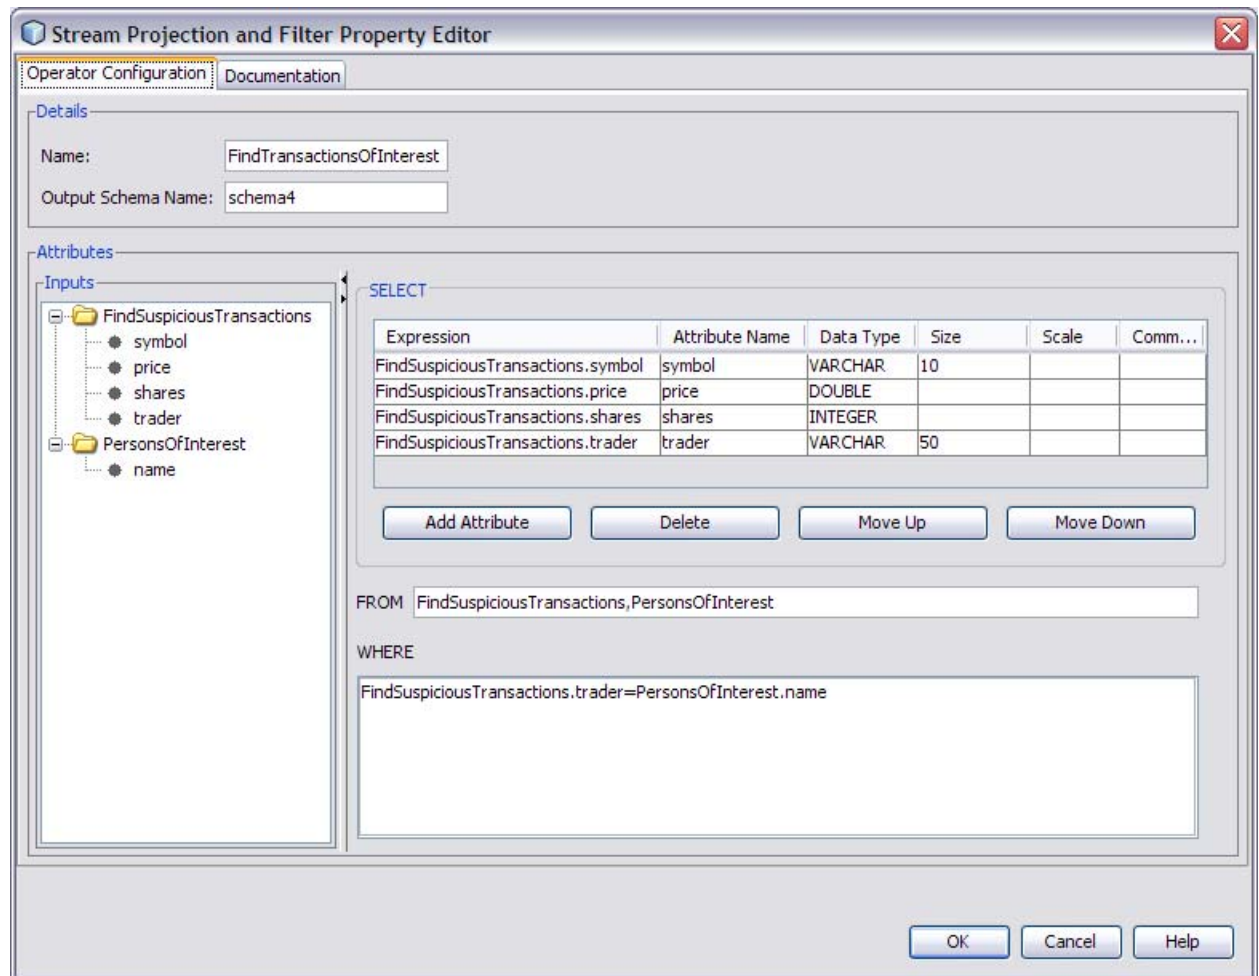 Stream Projection and Filter Property Editor
Operator Configuration Documentation
Details
Name: FindTransactionsOfInterest
Output Schema Name: schema4
Attributes
Inputs
FindSuspiciousTransactions
symbol
price
shares
trader
PersonsOfInterest
name
SELECT
Expression Attribute Name Data Type Size Scale Comm...
FindSuspiciousTransactions.symbol symbol VARCHAR 10
FindSuspiciousTransactions.price price DOUBLE
FindSuspiciousTransactions.shares shares INTEGER
FindSuspiciousTransactions.trader trader VARCHAR 50
Add Attribute Delete Move Up Move Down
FROM FindSuspiciousTransactions,PersonsOfInterest
WHERE
FindSuspiciousTransactions.trader=PersonsOfInterest.name
OK Cancel Help